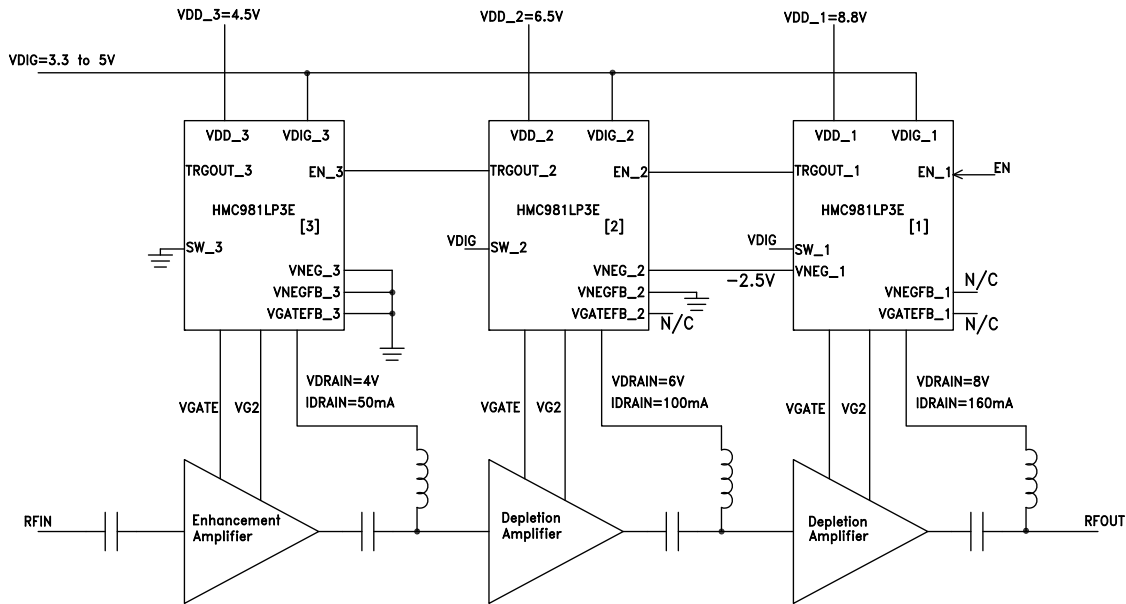 VDD_3=4.5V
VDD_2=6.5V
VDD_1=8.8V
VDIG=3.3 to 5V
VDD_3 VDIG_3
TRGOUT_3
EN_3
HMC981LP3E
[3]
SW_3
VNEG_3
VNEGFB_3
VGATEFB_3
VDD_2 VDIG_2
TRGOUT_2
EN_2
HMC981LP3E
[2]
VDIG
SW_2
VNEG_2
VNEGFB_2
VGATEFB_2
N/C
VDD_1 VDIG_1
TRGOUT_1
EN_1
EN
HMC981LP3E
[1]
VDIG
SW_1
VNEG_1
-2.5V
VNEGFB_1
N/C
VGATEFB_1
N/C
VDRAIN=4V
IDRAIN=50mA
VGATE
VG2
VDRAIN=6V
IDRAIN=100mA
VGATE
VG2
VDRAIN=8V
IDRAIN=160mA
VGATE
VG2
RFIN
Enhancement
Amplifier
Depletion
Amplifier
Depletion
Amplifier
RFOUT